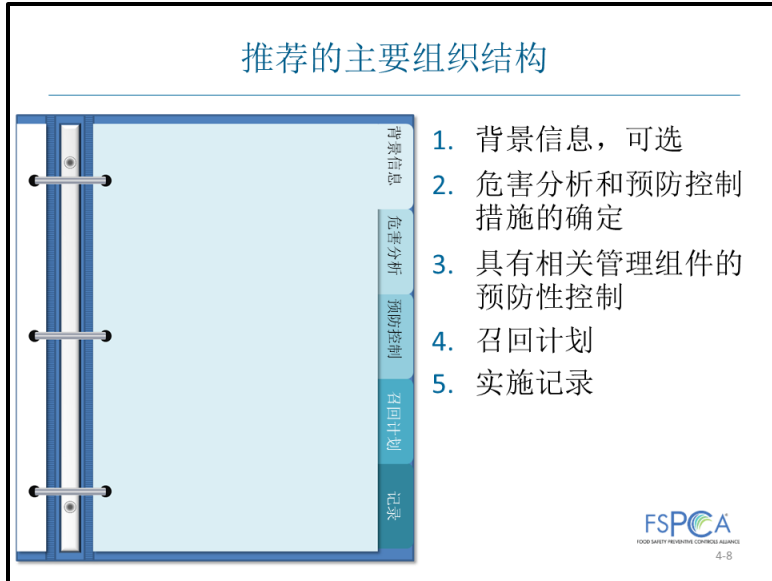 推荐的主要组织结构
背景信息
危害分析
预防控制
召回计划
记录
1. 背景信息，可选
2. 危害分析和预防控制
措施的确定
3. 具有相关管理组件的
预防性控制
4. 召回计划
5. 实施记录
FSPCA
FOOD SAFETY PREVENTIVE CONTROLS ALLIANCE
4-8